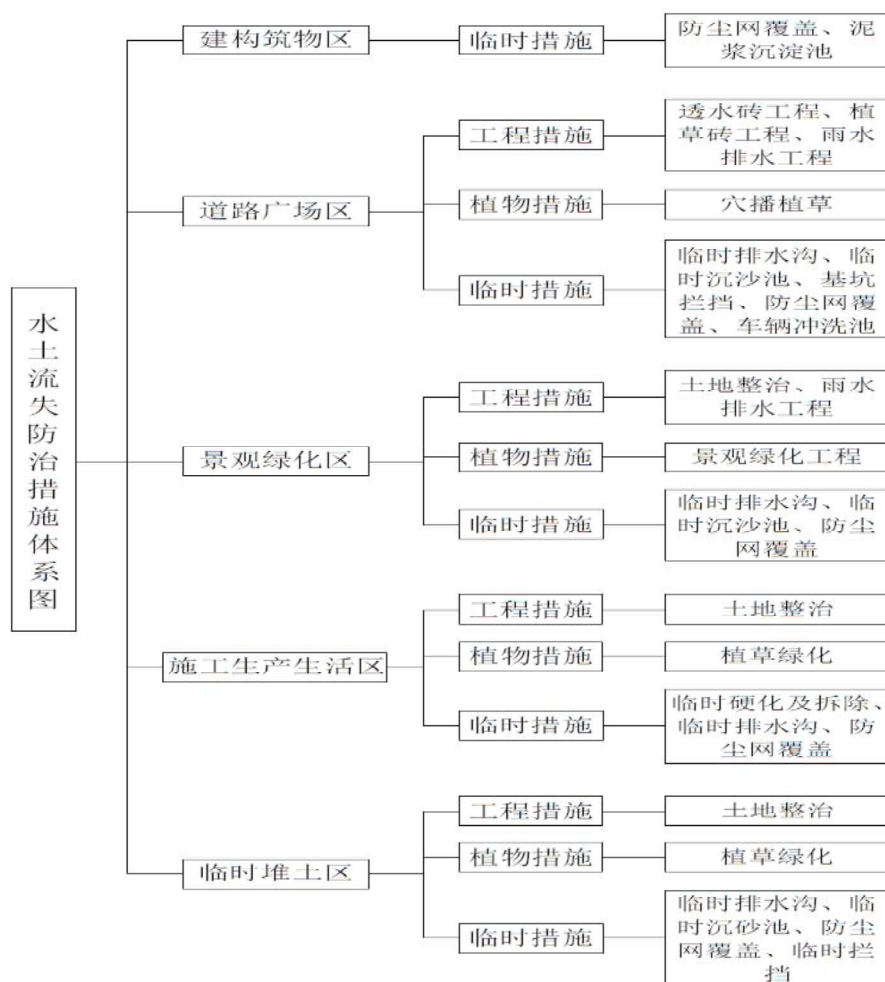 水土流失防治措施体系图
建构筑物区
临时措施
防尘网覆盖、泥
浆沉淀池
道路广场区
工程措施
透水砖工程、植
草砖工程、雨水
排水工程
植物措施
穴播植草
临时措施
临时排水沟、临
时沉沙池、基坑
拦挡、防尘网覆
盖、车辆冲洗池
景观绿化区
工程措施
土地整治、雨水
排水工程
植物措施
景观绿化工程
临时措施
临时排水沟、临
时沉沙池、防尘
网覆盖
施工生产生活区
工程措施
土地整治
植物措施
植草绿化
临时措施
临时硬化及拆除、
临时排水沟、防
尘网覆盖
临时堆土区
工程措施
土地整治
植物措施
植草绿化
临时措施
临时排水沟、临
时沉砂池、防尘
网覆盖、临时拦
挡